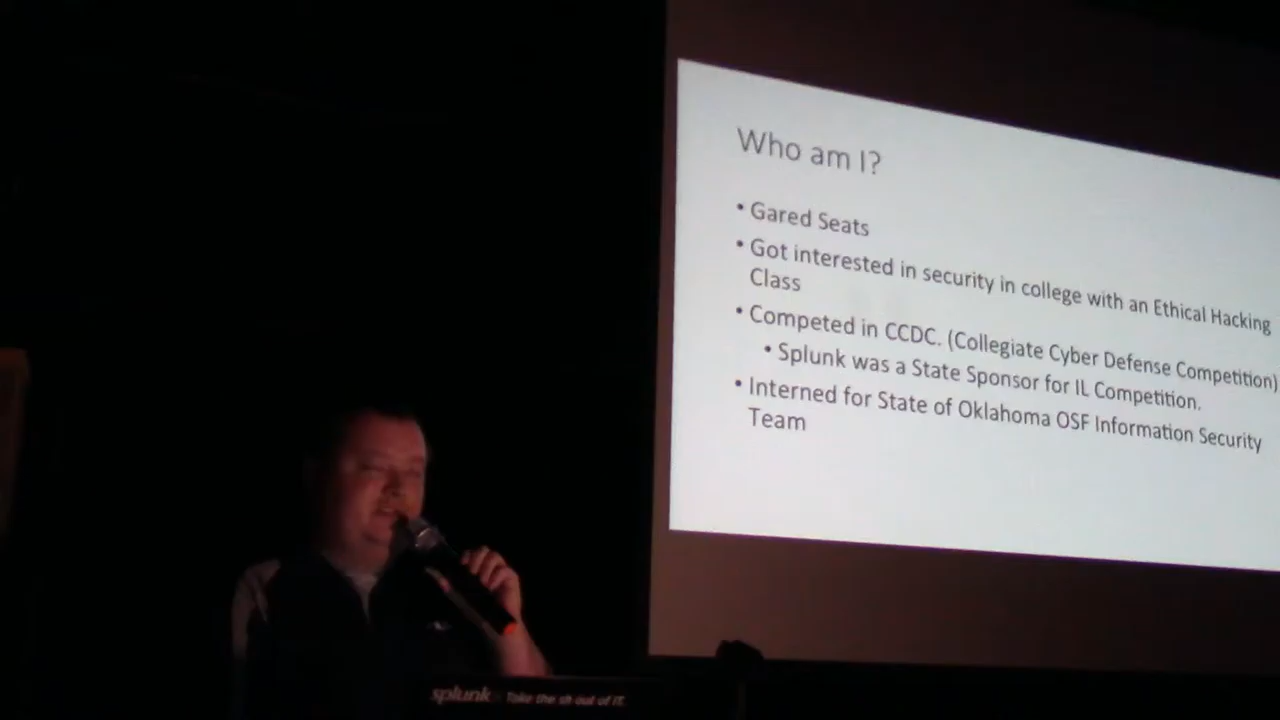 Who am I?
• Gared Seats
• Got interested in security in college with an Ethical Hacking
Class
• Competed in CCDC. (Collegiate Cyber Defense Competition)
• Splunk was a State Sponsor for IL Competition.
• Interned for State of Oklahoma OSF Information Security
Team
splunk> Take the sh out of IT.